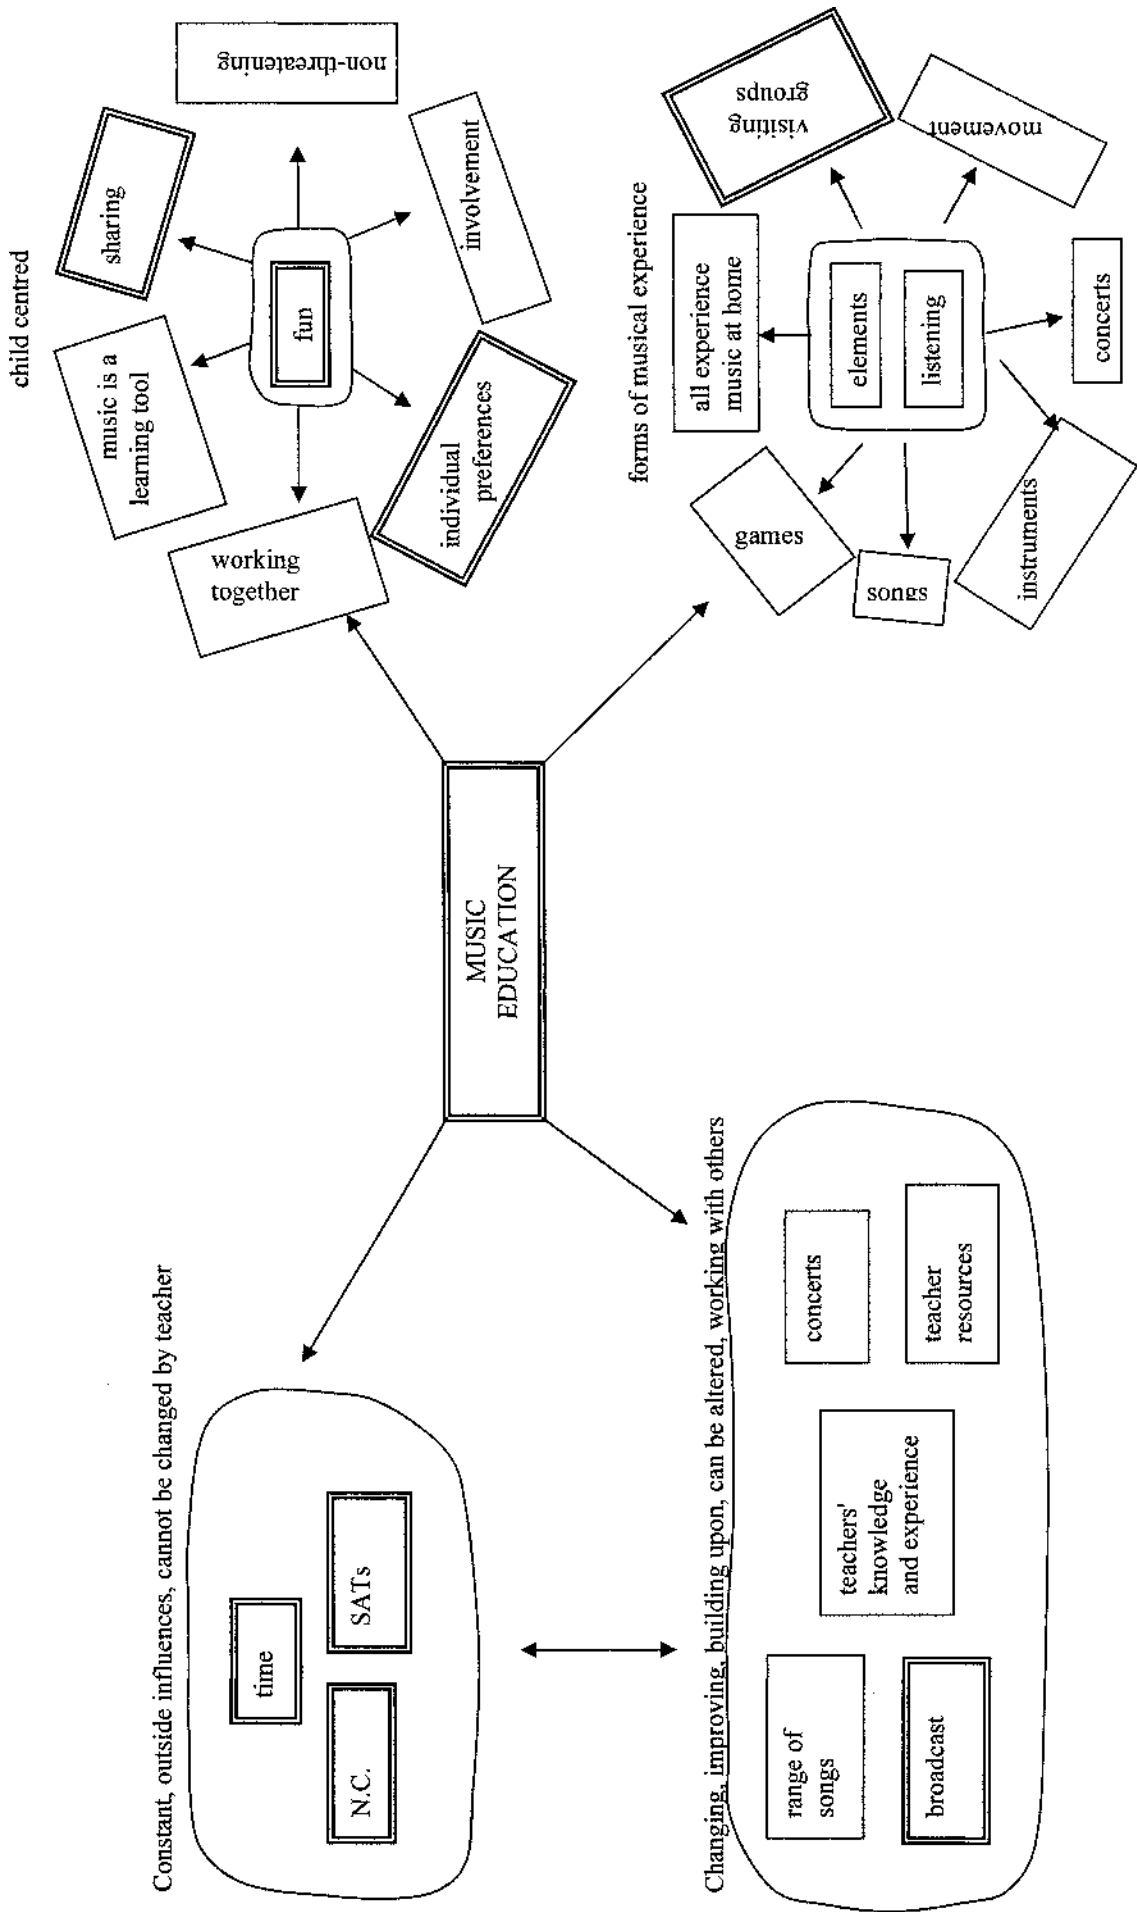 Constant, outside influences, cannot be changed by teacher
time
N.C.
SATs
Changing, improving, building upon, can be altered, working with others
range of
songs
broadcast
teachers'
knowledge
and experience
concerts
teacher
resources
MUSIC
EDUCATION
child centred
music is a
learning tool
sharing
non-threatening
working
together
fun
involvement
individual
preferences
forms of musical experience
all experience
music at home
visiting
groups
games
elements
listening
movement
songs
instruments
concerts